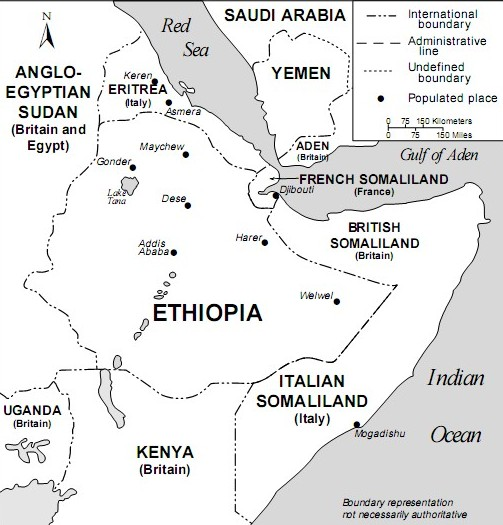 N
Red
Sea
SAUDI ARABIA
International
boundary
Administrative
line
Undefined
boundary
Populated place
0 75 150 Kilometers
0 75 150 Miles
ANGLO-
EGYPTIAN
SUDAN
(Britain and
Egypt)
Keren
ERITREA
(Italy)
Asmera
YEMEN
ADEN
(Britain)
Gulf of Aden
Maychew
Gonder
Lake
Tana
Dese
FRENCH SOMALILAND
(France)
Djibouti
BRITISH
SOMALILAND
(Britain)
Addis
Ababa
Harer
Welwel
ETHIOPIA
ITALIAN
SOMALILAND
(Italy)
Mogadishu
Indian
Ocean
UGANDA
(Britain)
KENYA
(Britain)
Boundary representation
not necessarily authoritative